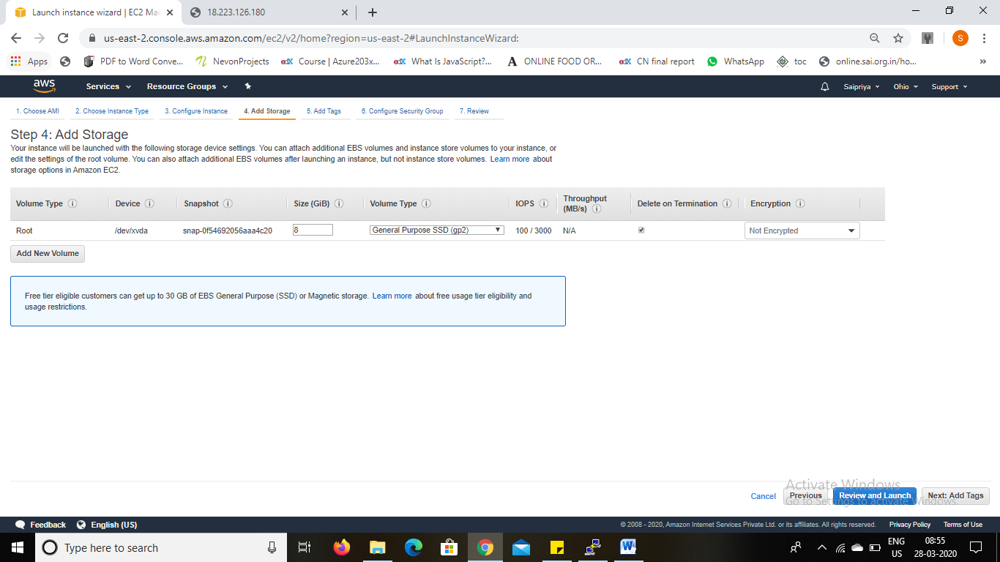 Launch instance wizard | EC2 Ma
18.223.126.180
us-east-2.console.aws.amazon.com/ec2/v2/home?region=us-east-2#LaunchInstanceWizard:
S
Apps PDF to Word Conve... NevonProjects edX Course | Azure203x... edX What Is JavaScript?... A ONLINE FOOD OR... edX CN final report WhatsApp toc online.sai.org.in/ho... »
aws Services Resource Groups Saipriya Ohio Support
1. Choose AMI 2. Choose Instance Type 3. Configure Instance 4. Add Storage 5. Add Tags 6. Configure Security Group 7. Review
Step 4: Add Storage
Your instance will be launched with the following storage device settings. You can attach additional EBS volumes and instance store volumes to your instance, or
edit the settings of the root volume. You can also attach additional EBS volumes after launching an instance, but not instance store volumes. Learn more about
storage options in Amazon EC2.
Volume Type Device Snapshot Size (GiB) Volume Type IOPS Throughput (MB/s) Delete on Termination Encryption
Root /dev/xvda snap-0f54692056aaa4c20 8 General Purpose SSD (gp2) 100 / 3000 N/A Not Encrypted
Add New Volume
Free tier eligible customers can get up to 30 GB of EBS General Purpose (SSD) or Magnetic storage. Learn more about free usage tier eligibility and
usage restrictions.
Activate Windows
Go to Settings to activate Windows.
Cancel Previous Review and Launch Next: Add Tags
Feedback English (US) © 2008 - 2020, Amazon Internet Services Private Ltd. or its affiliates. All rights reserved. Privacy Policy Terms of Use
Type here to search
ENG
US
08:55
28-03-2020